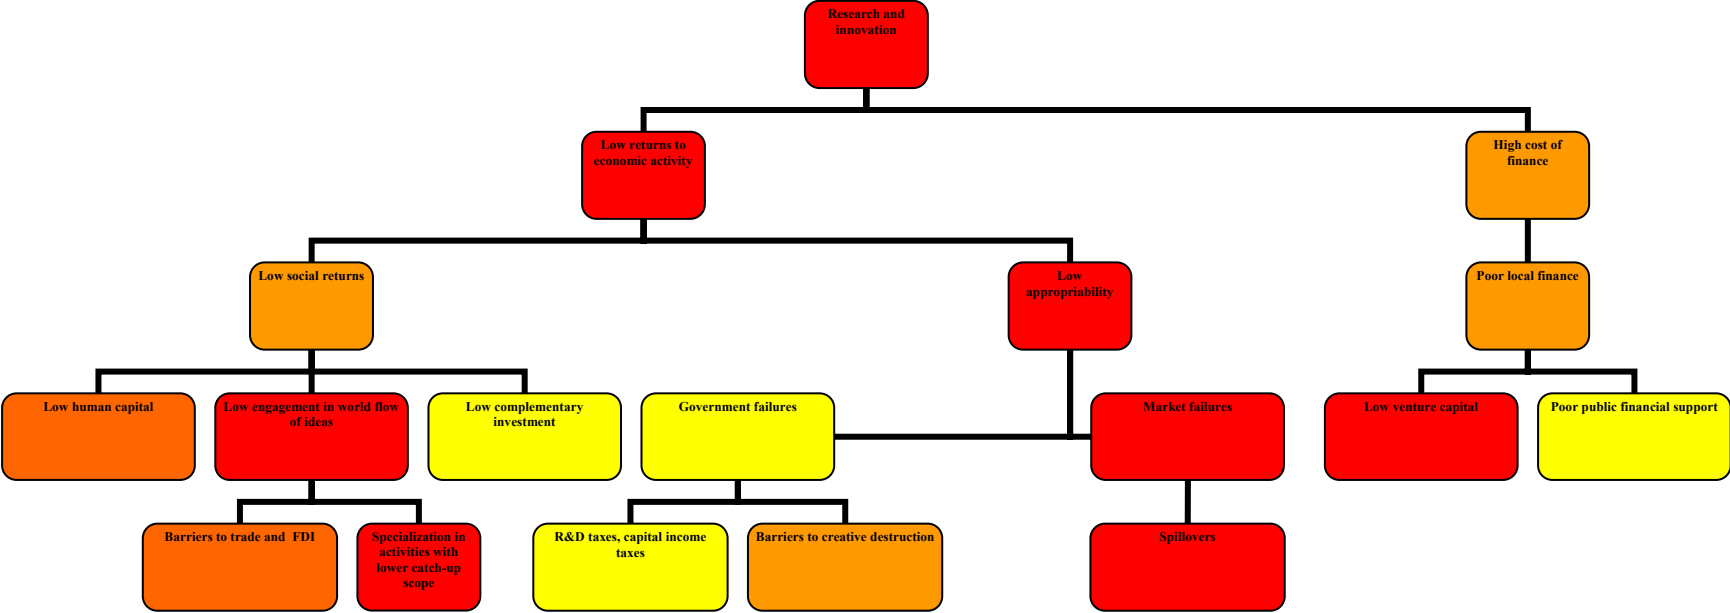 Research and
innovation
Low returns to
economic activity
High cost of
finance
Low social returns
Low
appropriability
Poor local finance
Low human capital
Low engagement in world flow
of ideas
Low complementary
investment
Government failures
Market failures
Low venture capital
Poor public financial support
Barriers to trade and  FDI
Specialization in
activities with
lower catch-up
scope
R&D taxes, capital income
taxes
Barriers to creative destruction
Spillovers